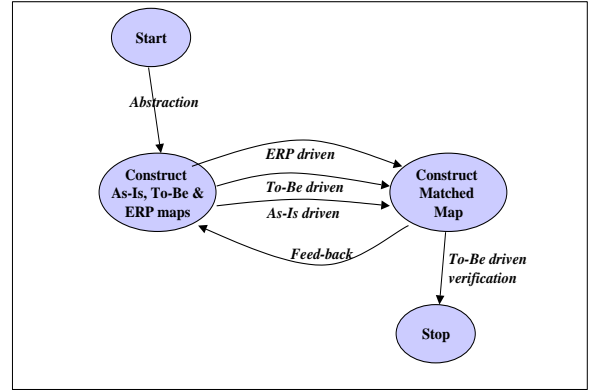 Start
Abstraction
Construct
As-Is, To-Be &
ERP maps
ERP driven
To-Be driven
As-Is driven
Feed-back
Construct
Matched
Map
To-Be driven
verification
Stop